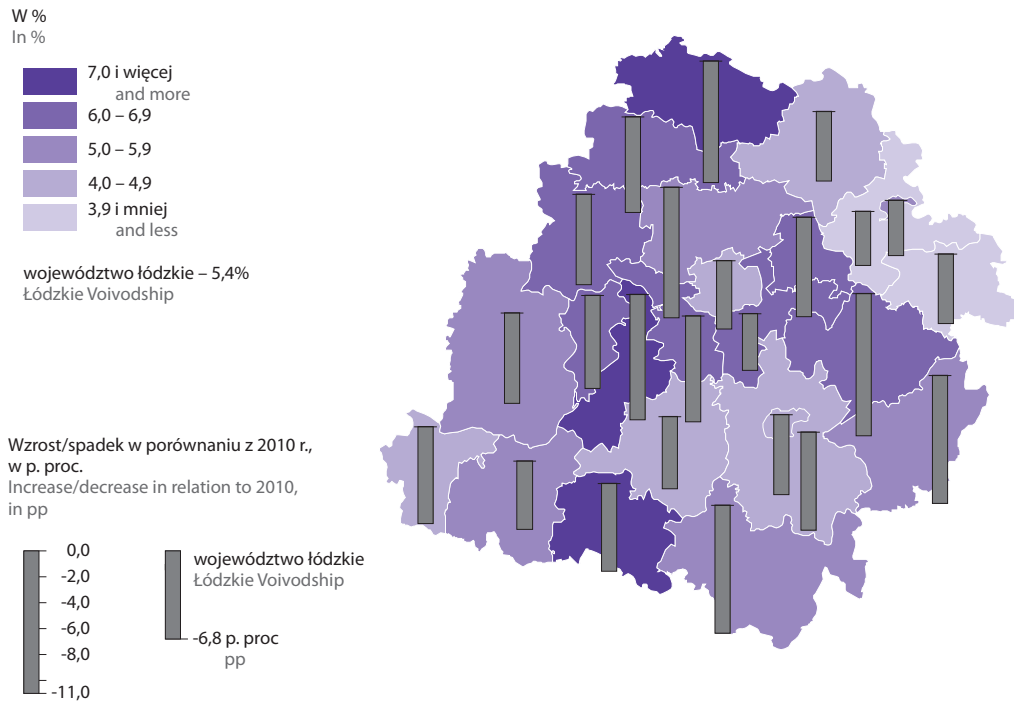 W %
In %
7,0 i więcej
and more
6,0 – 6,9
5,0 – 5,9
4,0 – 4,9
3,9 i mniej
and less
województwo łódzkie – 5,4%
Łódzkie Voivodship
Wzrost/spadek w porównaniu z 2010 r.,
w p. proc.
Increase/decrease in relation to 2010,
in pp
0,0
-2,0
-4,0
-6,0
-8,0
-11,0
województwo łódzkie
Łódzkie Voivodship
-6,8 p. proc
pp